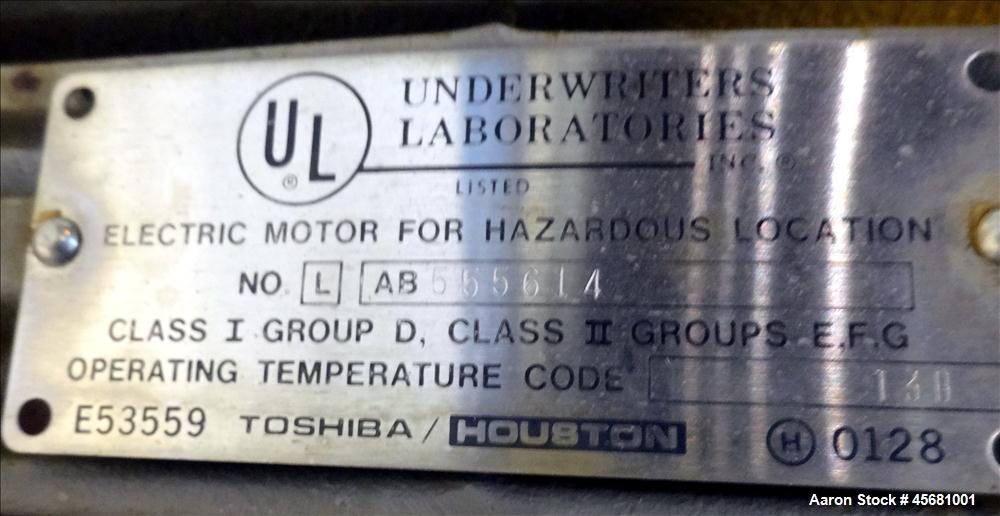 UL®
UNDERWRITERS
LABORATORIES
INC.®
LISTED
ELECTRIC MOTOR FOR HAZARDOUS LOCATION
NO. L AB 555614
CLASS I GROUP D, CLASS II GROUPS E,F,G
OPERATING TEMPERATURE CODE
E53559 TOSHIBA / HOUSTON H 0128
Aaron Stock # 45681001